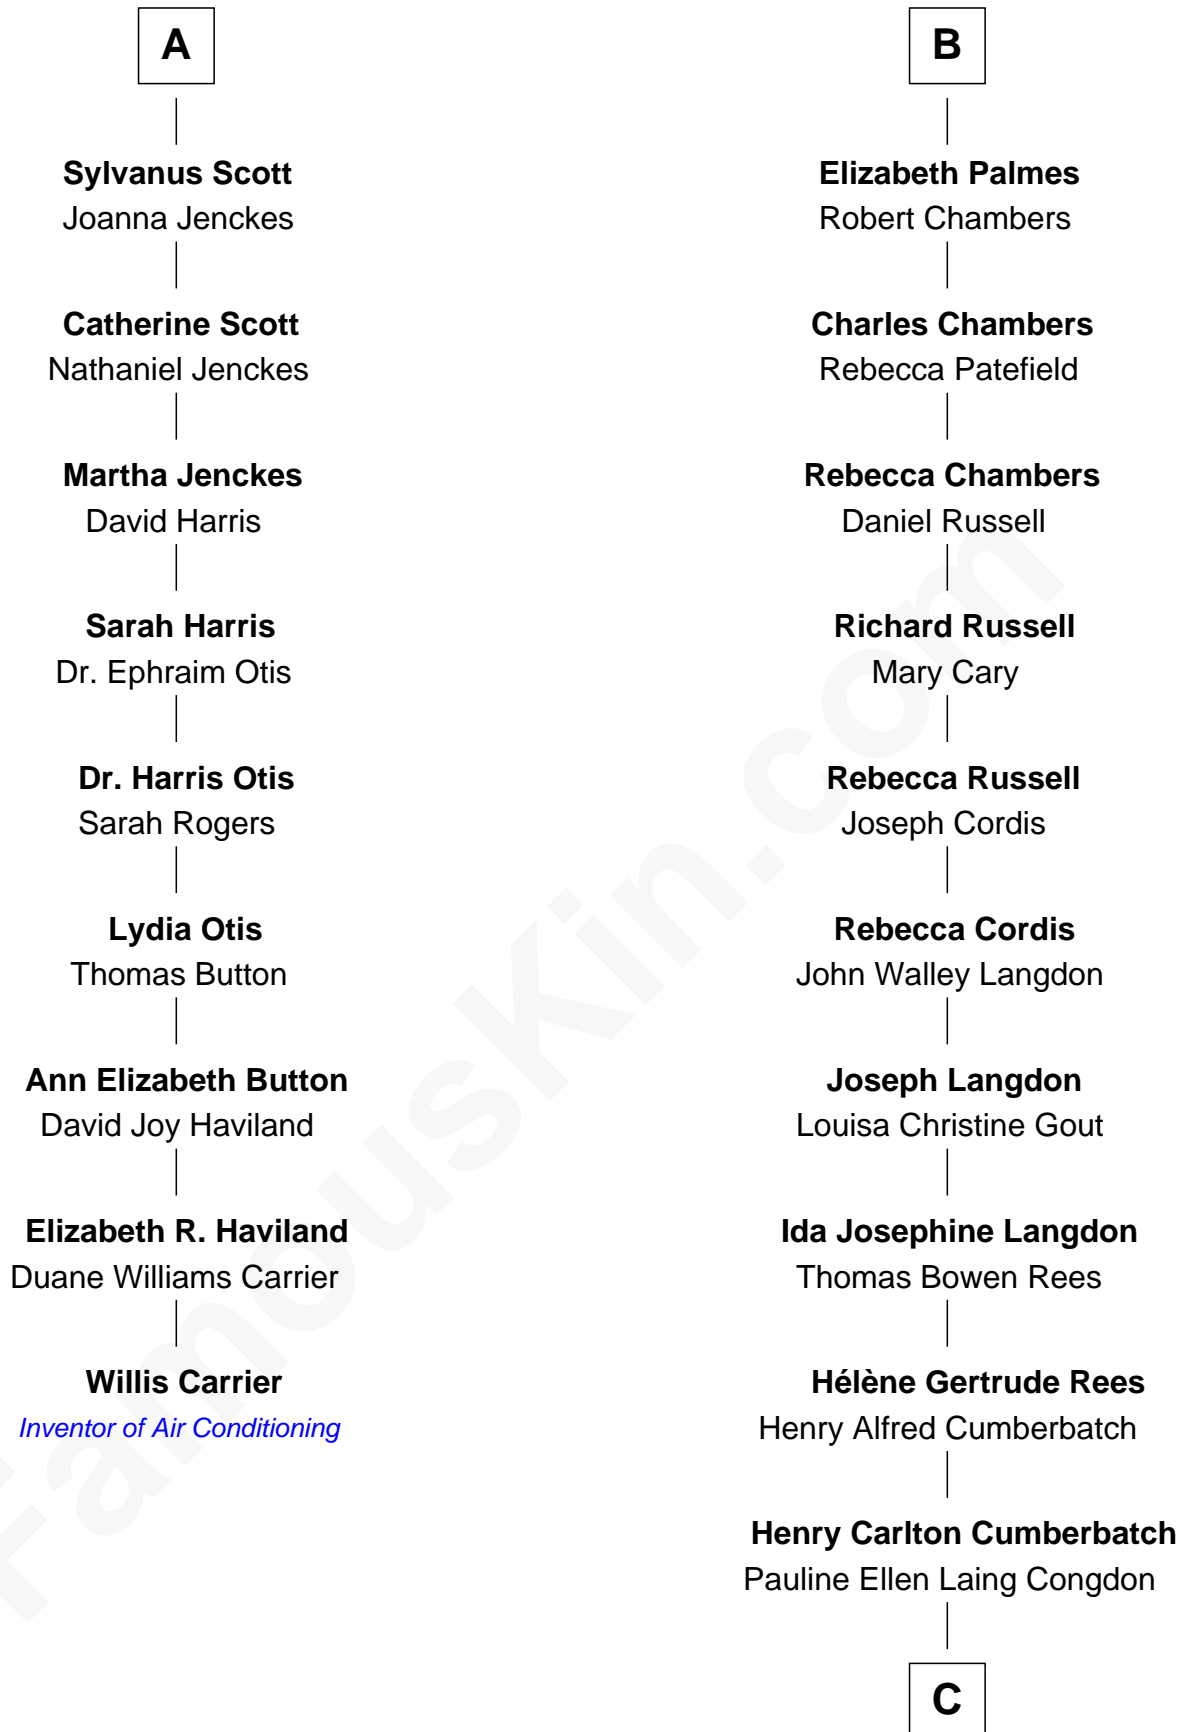 A
Sylvanus Scott
Joanna Jenckes
Catherine Scott
Nathaniel Jenckes
Martha Jenckes
David Harris
Sarah Harris
Dr. Ephraim Otis
Dr. Harris Otis
Sarah Rogers
Lydia Otis
Thomas Button
Ann Elizabeth Button
David Joy Haviland
Elizabeth R. Haviland
Duane Williams Carrier
Willis Carrier
Inventor of Air Conditioning
B
Elizabeth Palmes
Robert Chambers
Charles Chambers
Rebecca Patefield
Rebecca Chambers
Daniel Russell
Richard Russell
Mary Cary
Rebecca Russell
Joseph Cordis
Rebecca Cordis
John Walley Langdon
Joseph Langdon
Louisa Christine Gout
Ida Josephine Langdon
Thomas Bowen Rees
Hélène Gertrude Rees
Henry Alfred Cumberbatch
Henry Carlton Cumberbatch
Pauline Ellen Laing Congdon
C
FamousKin.com